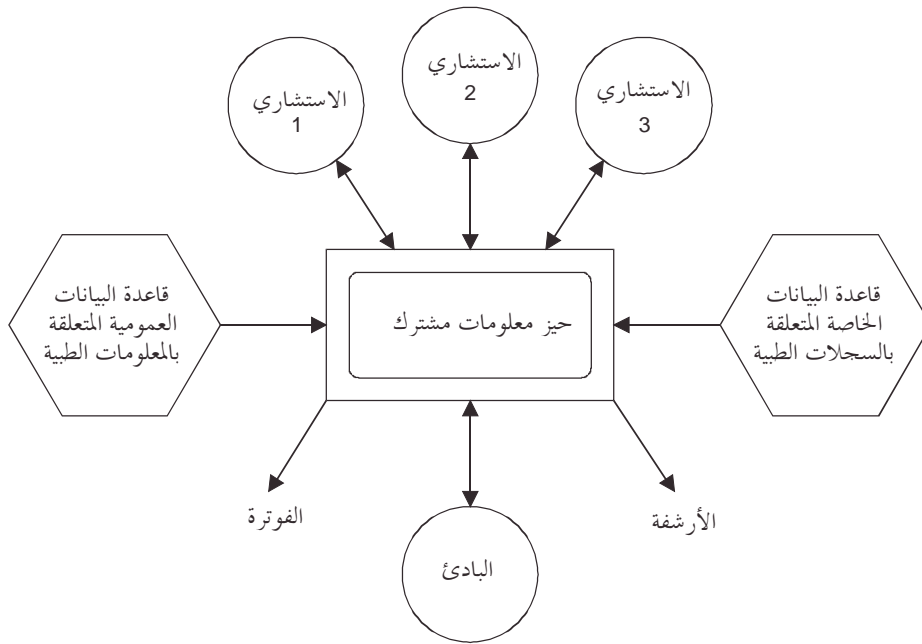 الاستشاري
1
الاستشاري
2
الاستشاري
3
قاعدة البيانات
الخاصة المتعلقة
بالسجلات الطبية
حيز معلومات مشترك
قاعدة البيانات
العمومية المتعلقة
بالمعلومات الطبية
الأرشفة
الفوترة
البادئ